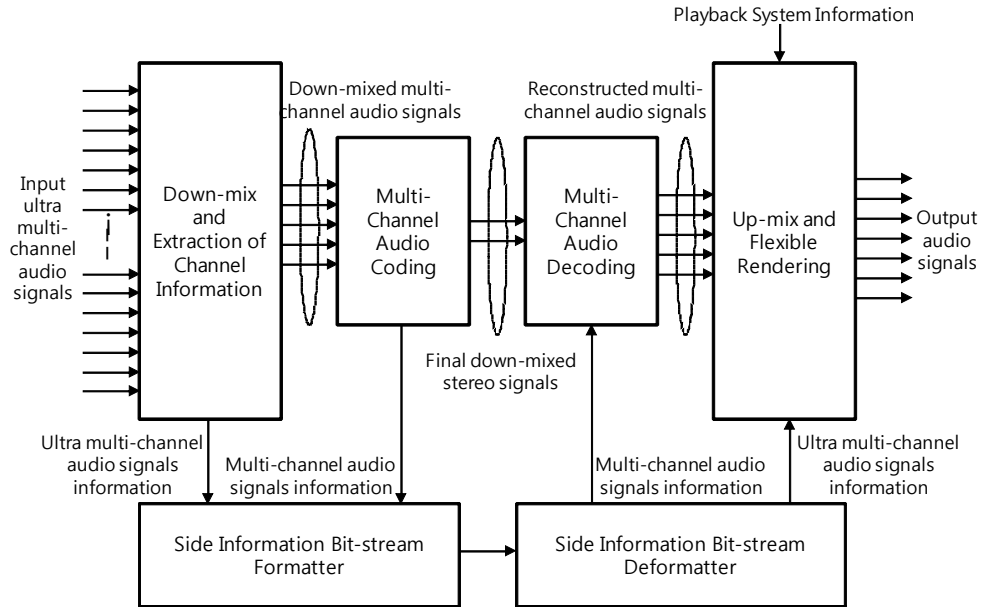 Playback System Information
Down-mixed multi-
channel audio signals
Reconstructed multi-
channel audio signals
Input
ultra
multi-
channel
audio
signals
Down-mix
and
Extraction of
Channel
Information
Multi-
Channel
Audio
Coding
Multi-
Channel
Audio
Decoding
Up-mix and
Flexible
Rendering
Output
audio
signals
Final down-mixed
stereo signals
Ultra multi-channel
audio signals
information
Multi-channel audio
signals information
Multi-channel audio
signals information
Ultra multi-channel
audio signals
information
Side Information Bit-stream
Formatter
Side Information Bit-stream
Deformatter